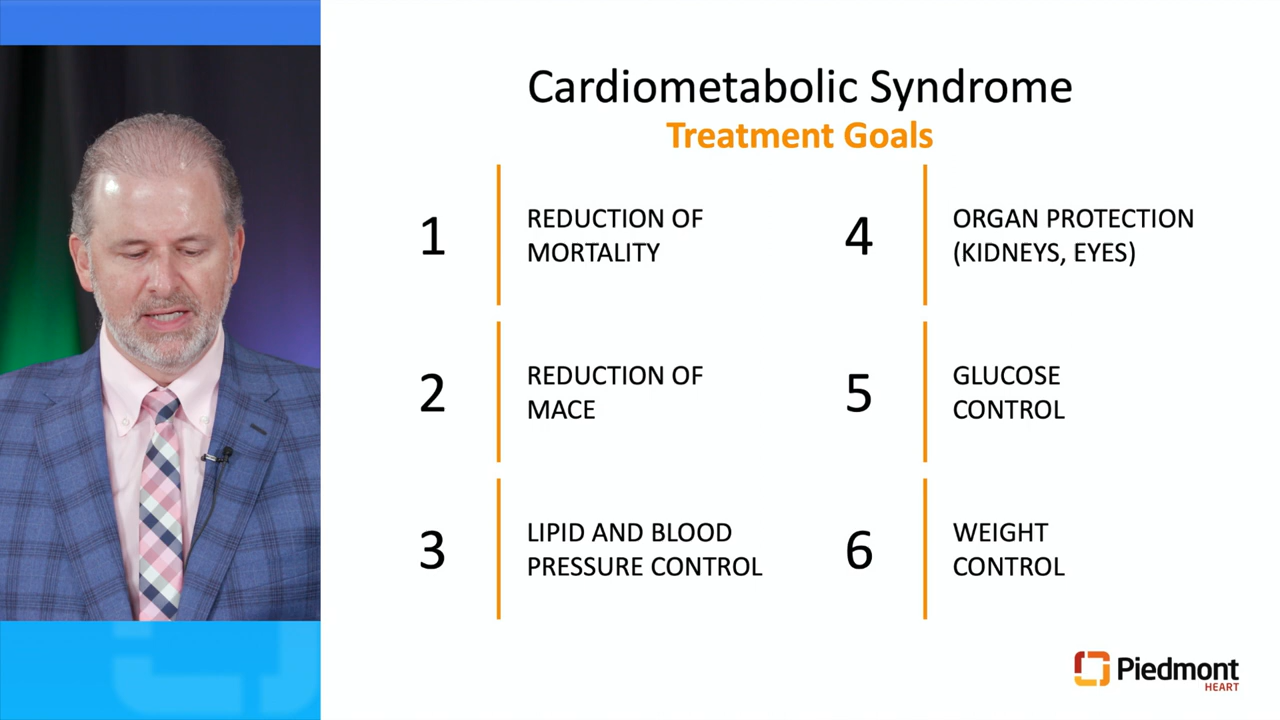 Cardiometabolic Syndrome
Treatment Goals
1
REDUCTION OF
MORTALITY
2
REDUCTION OF
MACE
3
LIPID AND BLOOD
PRESSURE CONTROL
4
ORGAN PROTECTION
(KIDNEYS, EYES)
5
GLUCOSE
CONTROL
6
WEIGHT
CONTROL
Piedmont
HEART